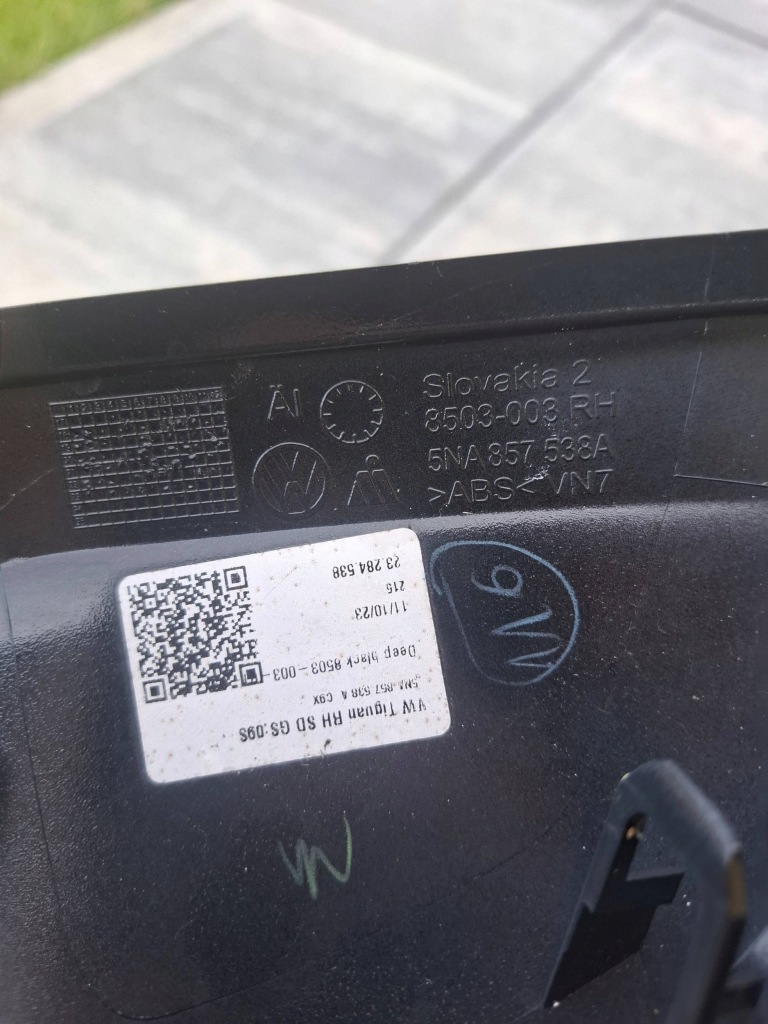 ÄI
Slovakia 2
8503-003 RH
5NA 857 538A
>ABS< VN7
VW Tiguan RH SD GS:09S
5NA 857 538 A C9X
Deep black 8503-003-
11/10/23
215
23.284.538